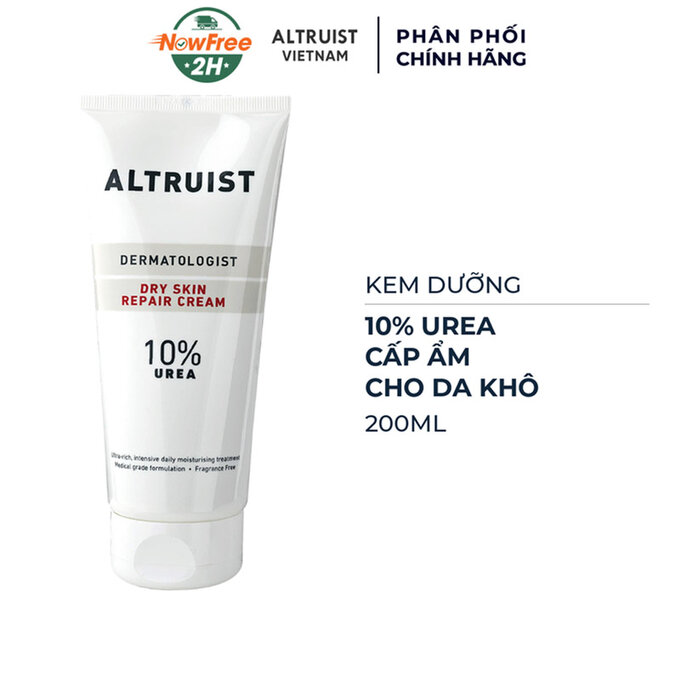 NowFree
2H
ALTRUIST
VIETNAM
PHÂN PHỐI
CHÍNH HÃNG
ALTRUIST
DERMATOLOGIST
DRY SKIN
REPAIR CREAM
10%
UREA
Ultra-rich, intensive daily moisturising treatment
Medical grade formulation • Fragrance Free
KEM DƯỠNG
10% UREA
CẤP ẨM
CHO DA KHÔ
200ML